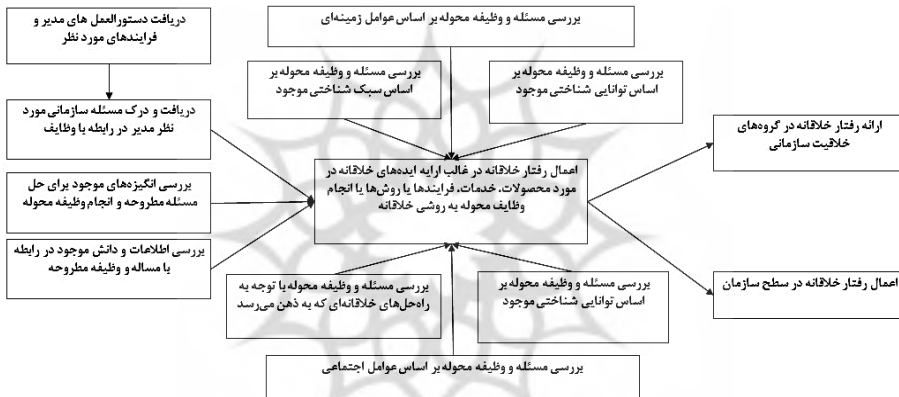 دریافت دستورالعمل های مدیر و
فرایندهای مورد نظر
دریافت و درک مسئله سازمانی مورد
نظر مدیر در رابطه با وظایف
بررسی انگیزه‌های موجود برای حل
مسئله مطروحه و انجام وظیفه محوله
بررسی اطلاعات و دانش موجود در رابطه
با مساله و وظیفه مطروحه
بررسی مسئله و وظیفه محوله بر اساس عوامل زمینه‌ای
بررسی مسئله و وظیفه محوله بر
اساس توانایی شناختی موجود
بررسی مسئله و وظیفه محوله بر
اساس سبک شناختی موجود
اعمال رفتار خلاقانه در غالب ارایه ایده‌های خلاقانه در
مورد محصولات، خدمات، فرایندها یا روش‌ها یا انجام
وظایف محوله به روشی خلاقانه
بررسی مسئله و وظیفه محوله بر
اساس توانایی شناختی موجود
بررسی مسئله و وظیفه محوله با توجه به
راه‌حل‌های خلاقانه‌ای که به ذهن می‌رسد
بررسی مسئله و وظیفه محوله بر اساس عوامل اجتماعی
ارائه رفتار خلاقانه در گروه‌های
خلاقیت سازمانی
اعمال رفتار خلاقانه در سطح سازمان